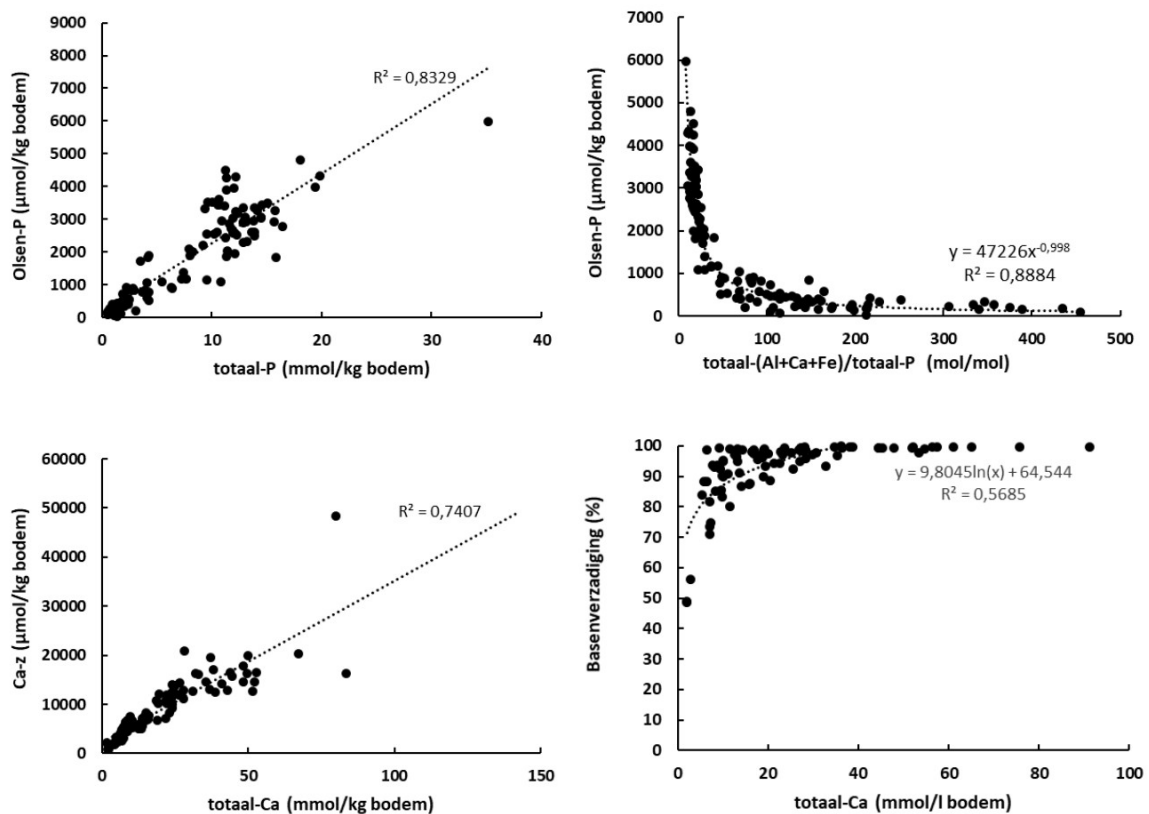 9000
8000
7000
6000
5000
4000
3000
2000
1000
0
Olsen-P (µmol/kg bodem)
R² = 0,8329
0 10 20 30 40
totaal-P (mmol/kg bodem)
7000
6000
5000
4000
3000
2000
1000
0
Olsen-P (µmol/kg bodem)
y = 47226x-0,998
R² = 0,8884
0 100 200 300 400 500
totaal-(Al+Ca+Fe)/totaal-P (mol/mol)
60000
50000
40000
30000
20000
10000
0
Ca-z (µmol/kg bodem)
R² = 0,7407
0 50 100 150
totaal-Ca (mmol/kg bodem)
100
90
80
70
60
50
40
30
20
10
0
Basenverzadiging (%)
y = 9,8045ln(x) + 64,544
R² = 0,5685
0 20 40 60 80 100
totaal-Ca (mmol/l bodem)